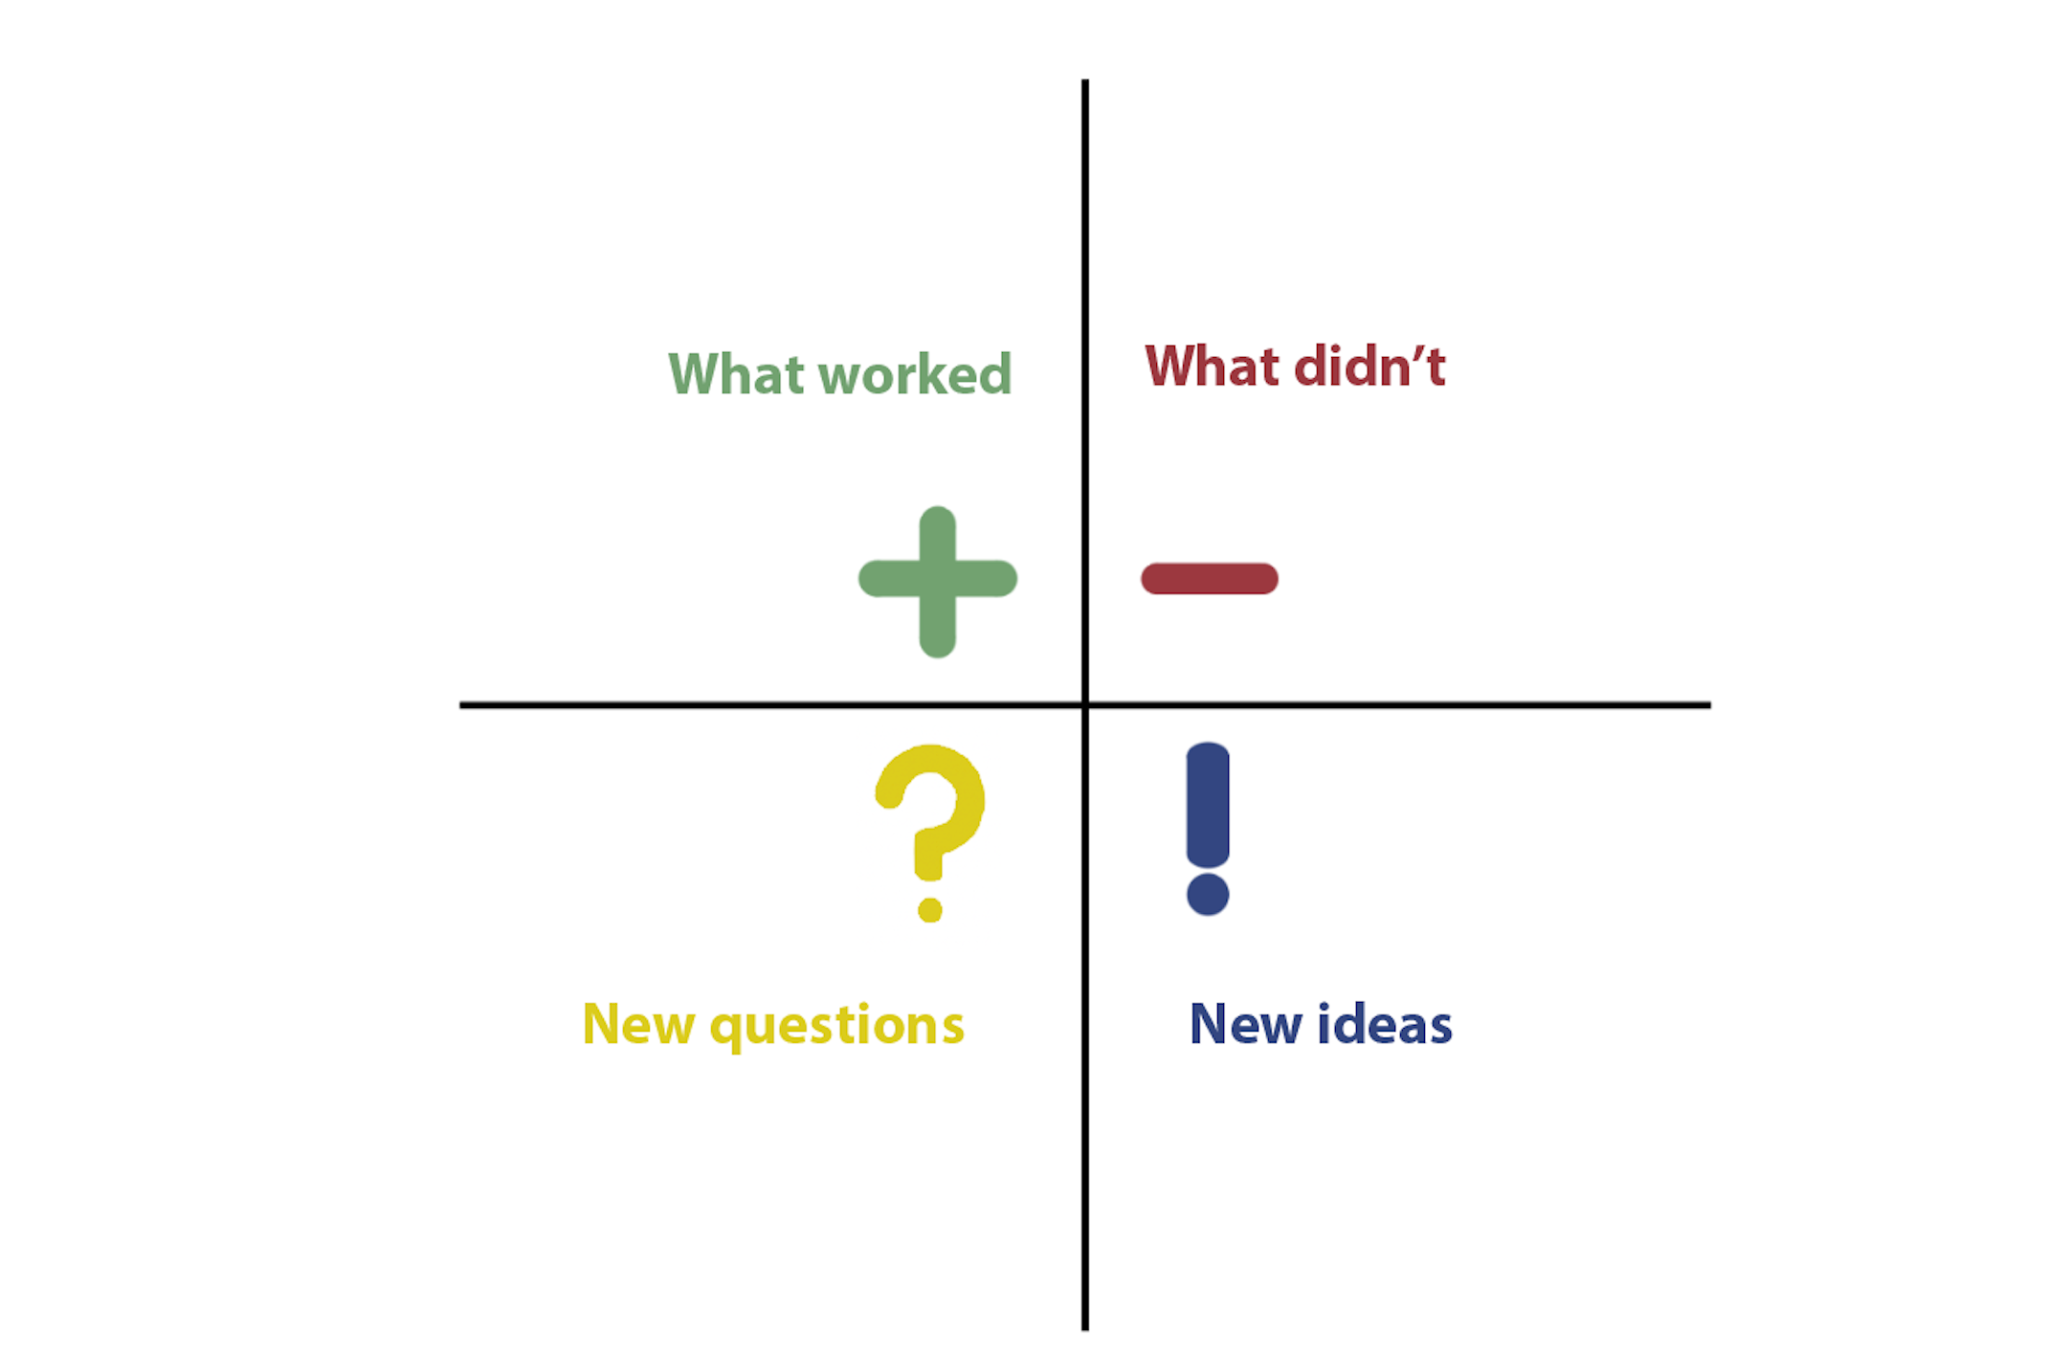 What worked
What didn’t
+
−
?
!
New questions
New ideas